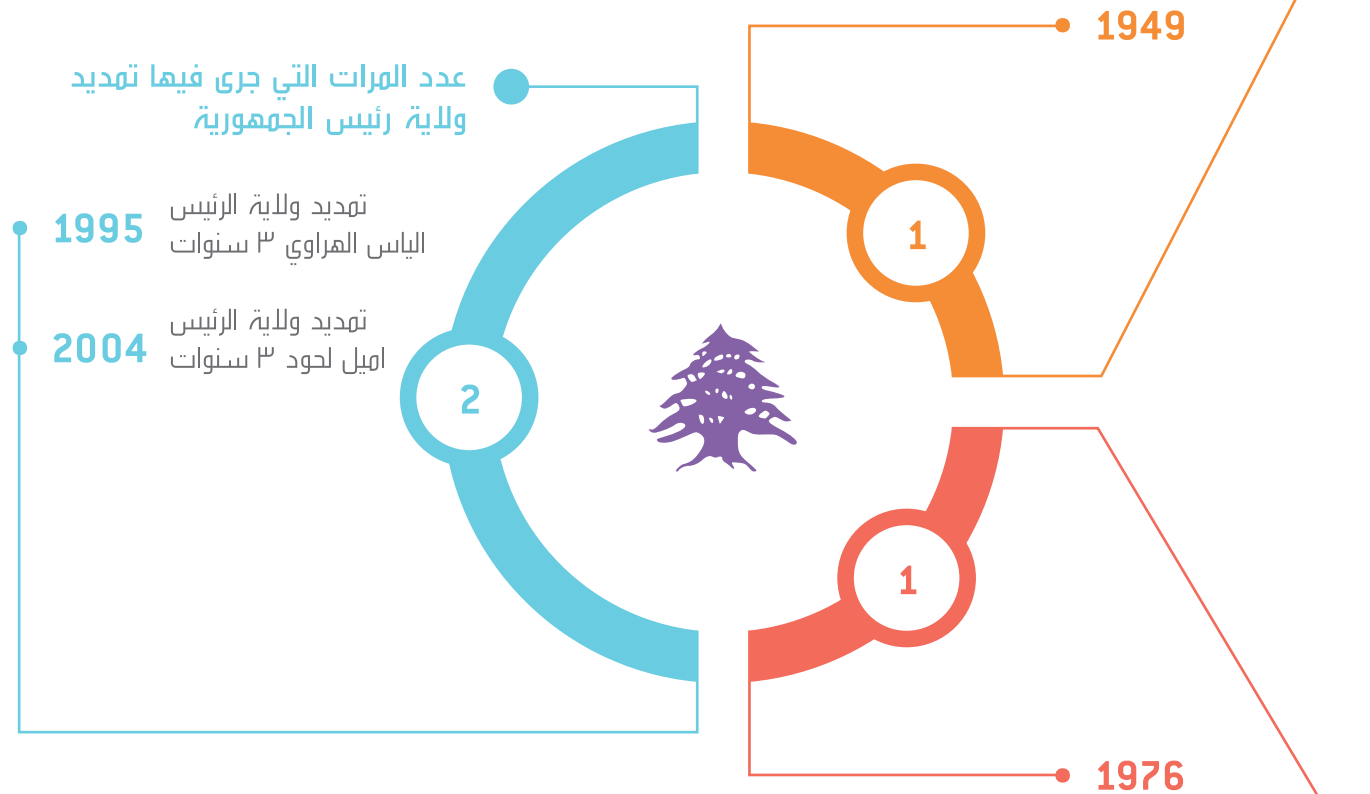 عدد المرات التي جرى فيها تمديد
ولاية رئيس الجمهورية
1995
تمديد ولاية الرئيس
الياس الهراوي ٣ سنوات
2004
تمديد ولاية الرئيس
اميل لحود ٣ سنوات
2
1949
1
1
1976